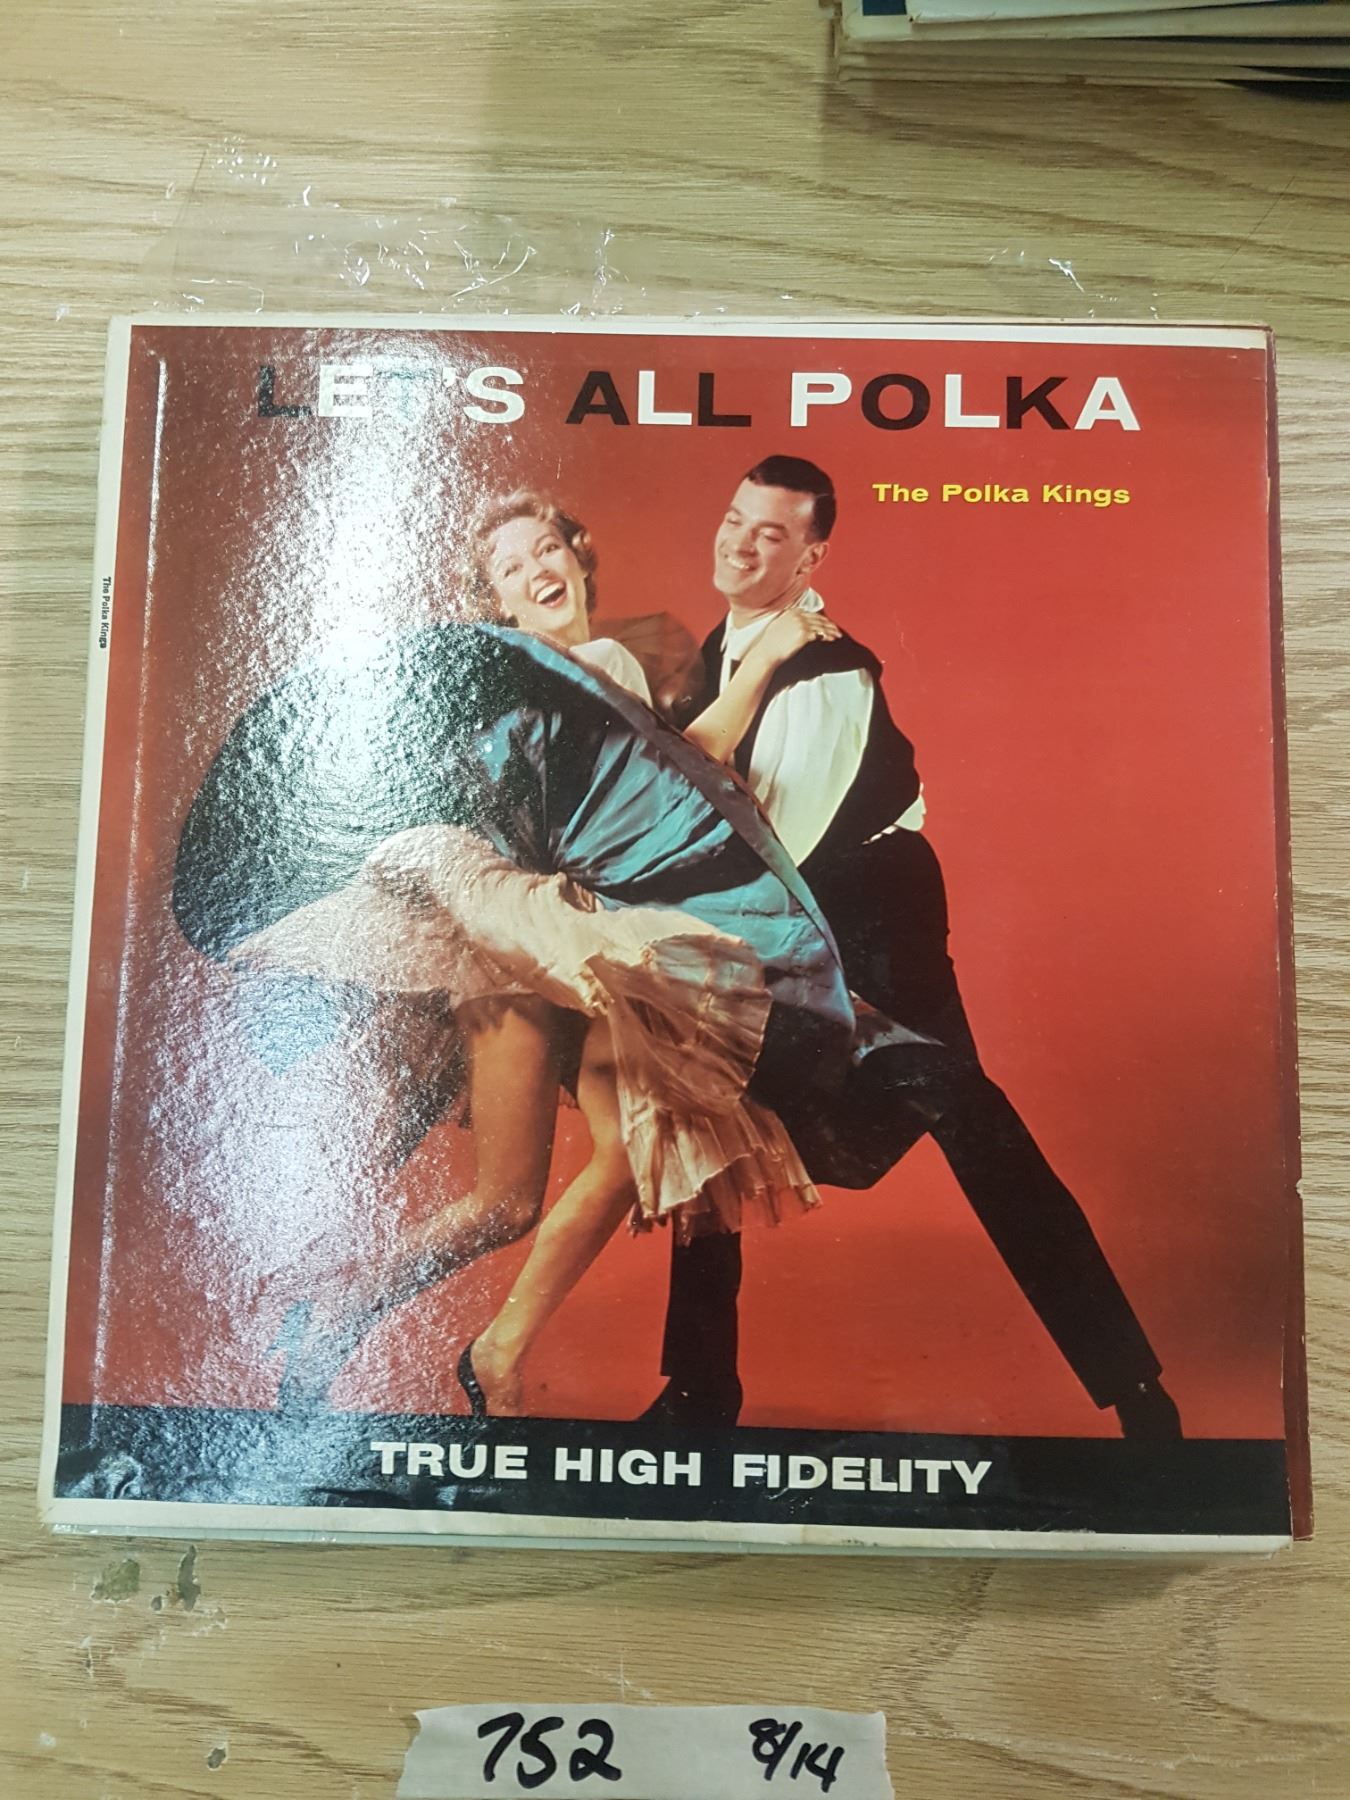 LET'S ALL POLKA
The Polka Kings
The Polka Kings
TRUE HIGH FIDELITY
752 8/14